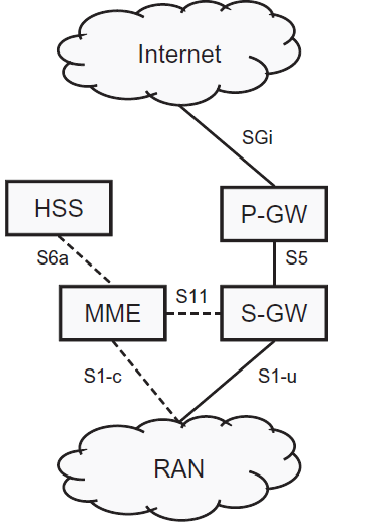 Internet
SGi
HSS
P-GW
S6a
S5
MME
S11
S-GW
S1-c
S1-u
RAN